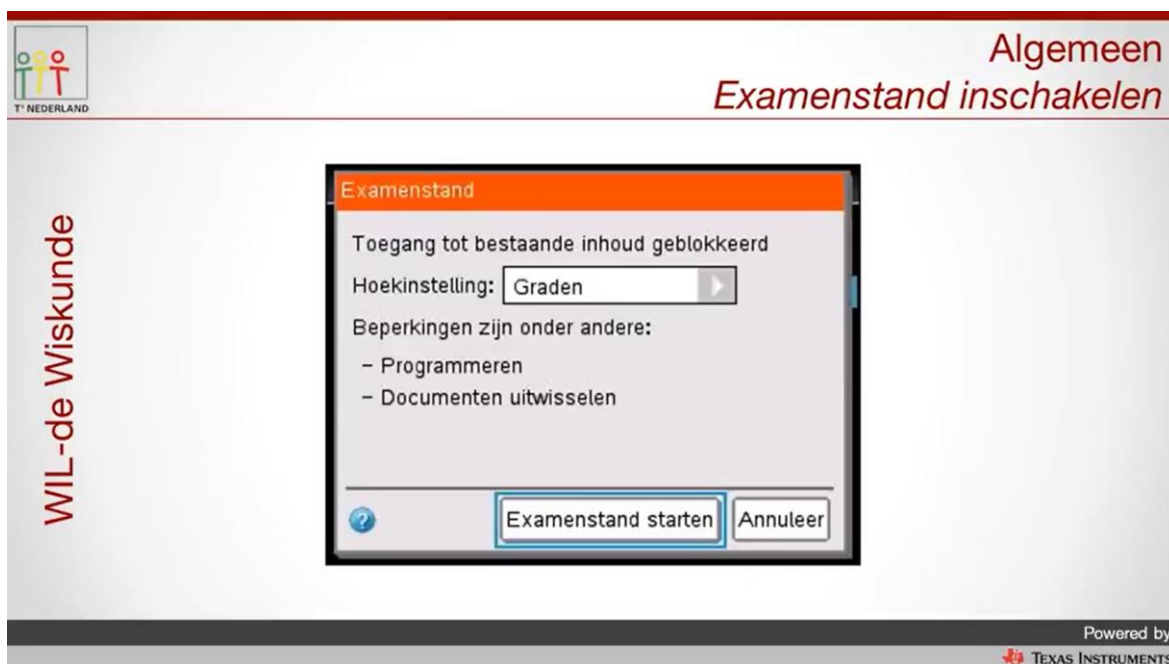 T³ NEDERLAND
Algemeen
Examenstand inschakelen
WIL-de Wiskunde
Examenstand
Toegang tot bestaande inhoud geblokkeerd
Hoekinstelling: Graden
Beperkingen zijn onder andere:
– Programmeren
– Documenten uitwisselen
Examenstand starten Annuleer
Powered by
TEXAS INSTRUMENTS